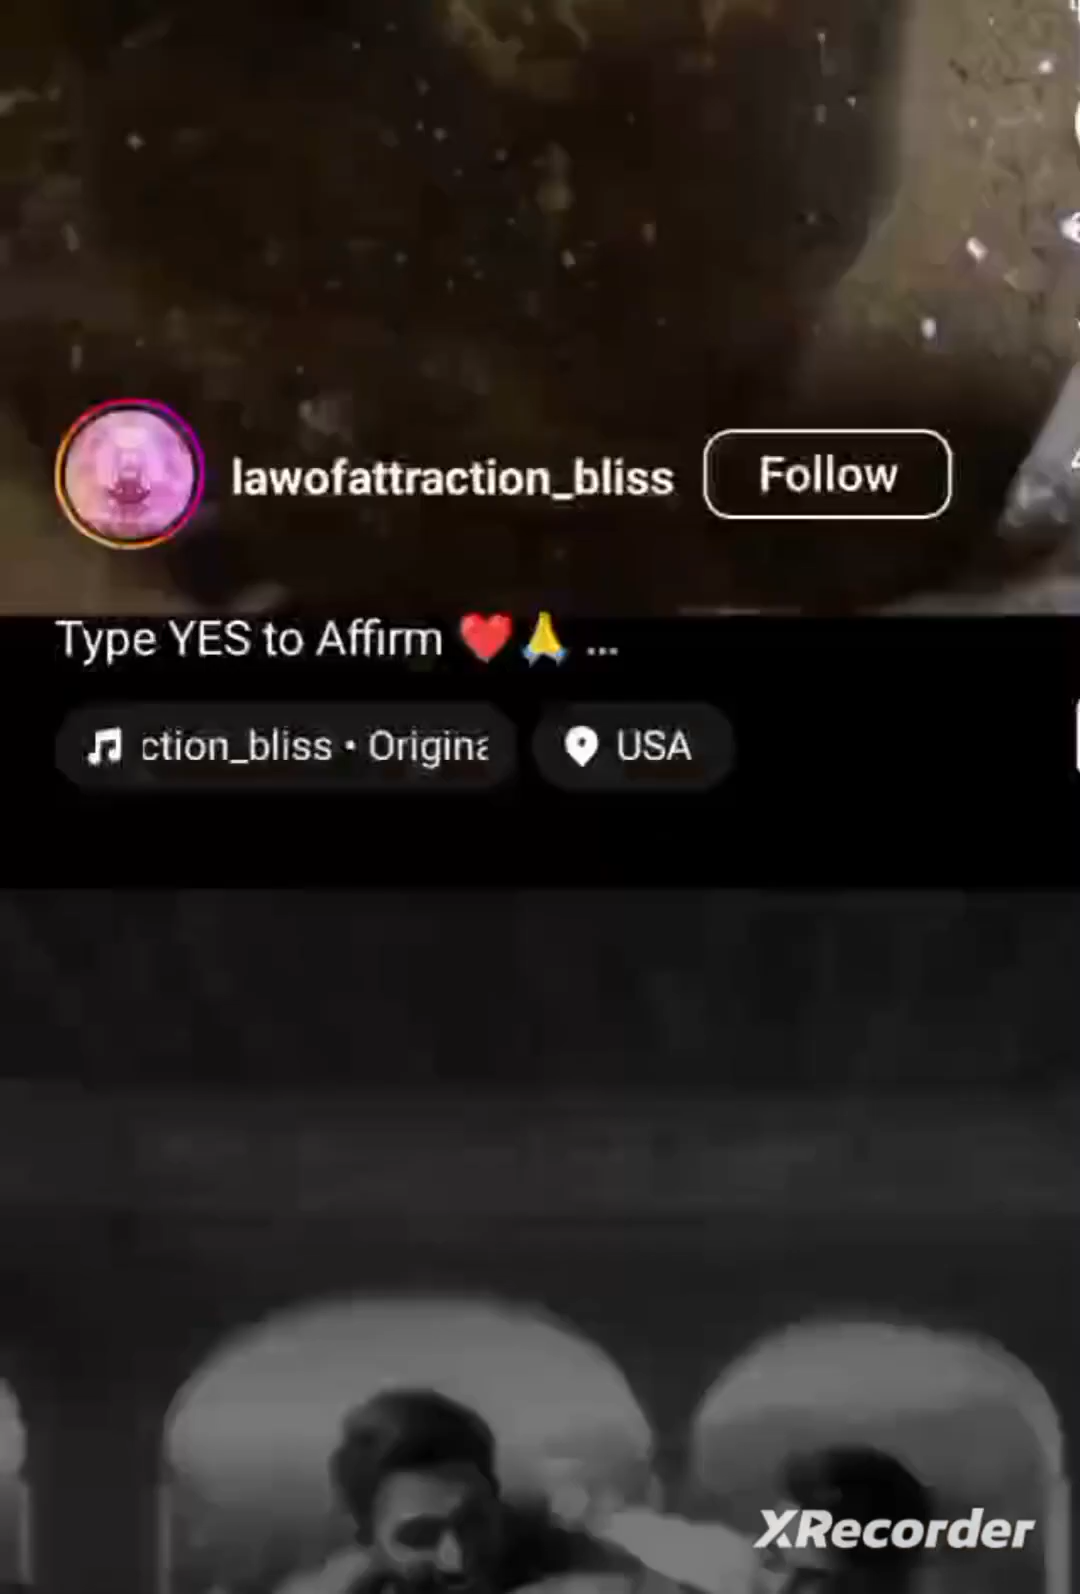 lawofattraction_bliss Follow
Type YES to Affirm ❤️🙏 ...
ction_bliss • Origina USA
XRecorder